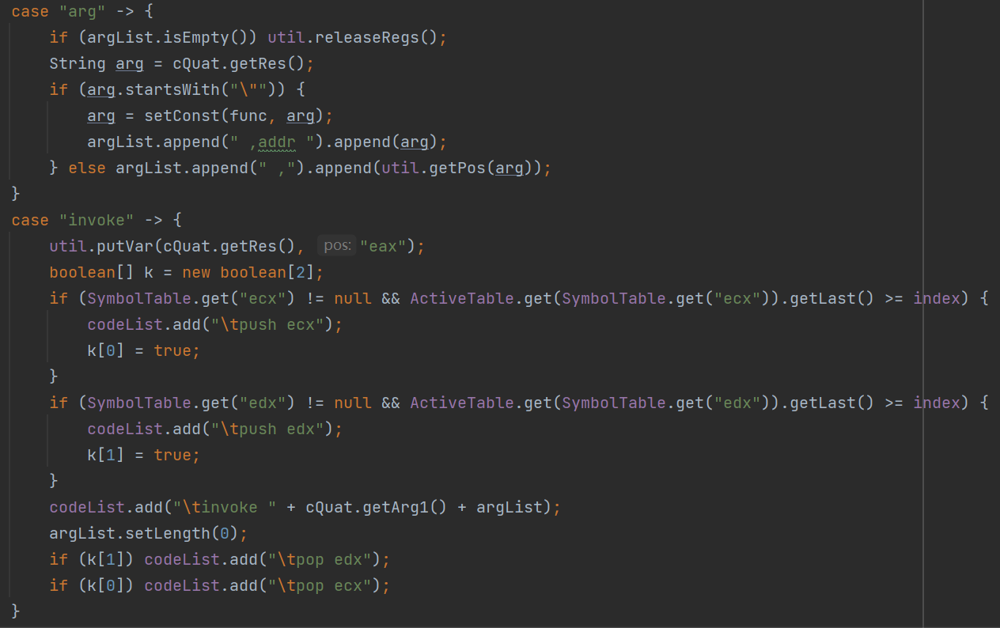 case "arg" -> {
    if (argList.isEmpty()) util.releaseRegs();
    String arg = cQuat.getRes();
    if (arg.startsWith("\"")) {
        arg = setConst(func, arg);
        argList.append(" ,addr ").append(arg);
    } else argList.append(" ,").append(util.getPos(arg));
}
case "invoke" -> {
    util.putVar(cQuat.getRes(), pos: "eax");
    boolean[] k = new boolean[2];
    if (SymbolTable.get("ecx") != null && ActiveTable.get(SymbolTable.get("ecx")).getLast() >= index) {
        codeList.add("\tpush ecx");
        k[0] = true;
    }
    if (SymbolTable.get("edx") != null && ActiveTable.get(SymbolTable.get("edx")).getLast() >= index) {
        codeList.add("\tpush edx");
        k[1] = true;
    }
    codeList.add("\tinvoke " + cQuat.getArg1() + argList);
    argList.setLength(0);
    if (k[1]) codeList.add("\tpop edx");
    if (k[0]) codeList.add("\tpop ecx");
}